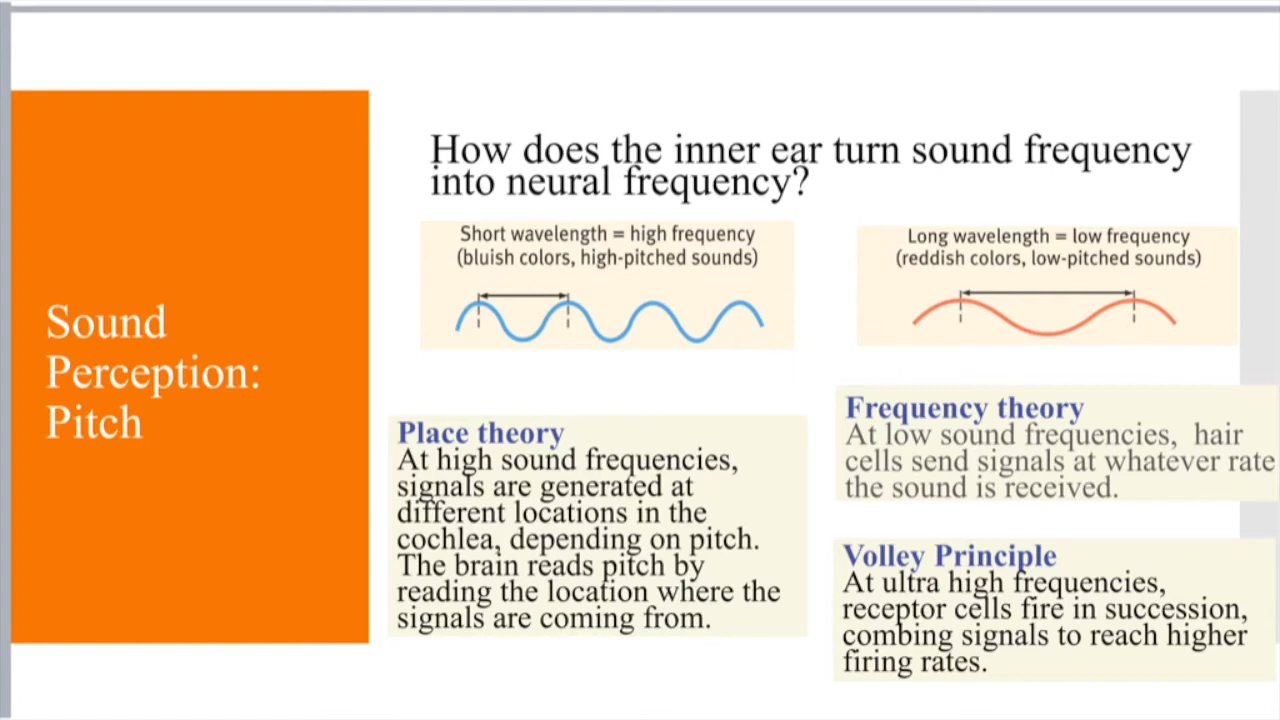 Sound
Perception:
Pitch
How does the inner ear turn sound frequency
into neural frequency?
Short wavelength = high frequency
(bluish colors, high-pitched sounds)
Long wavelength = low frequency
(reddish colors, low-pitched sounds)
Place theory
At high sound frequencies,
signals are generated at
different locations in the
cochlea, depending on pitch.
The brain reads pitch by
reading the location where the
signals are coming from.
Frequency theory
At low sound frequencies,  hair
cells send signals at whatever rate
the sound is received.
Volley Principle
At ultra high frequencies,
receptor cells fire in succession,
combing signals to reach higher
firing rates.